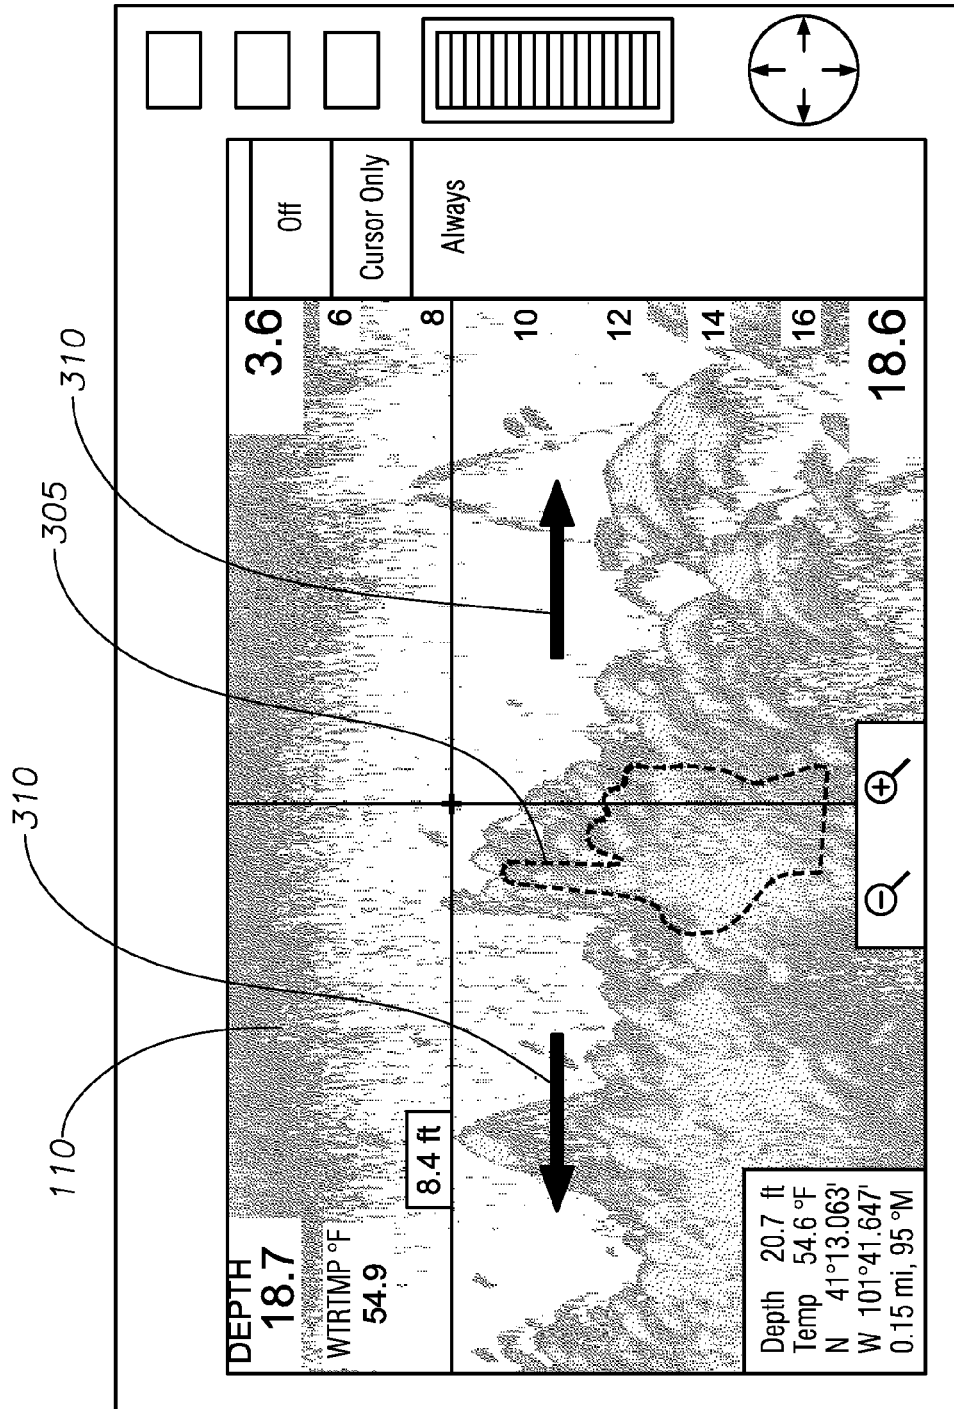 110
310
305
310
DEPTH
18.7
WTRTMP °F
54.9
8.4 ft
3.6
6
8
10
12
14
16
18.6
Off
Cursor Only
Always
Depth 20.7 ft
Temp 54.6 °F
N 41°13.063'
W 101°41.647'
0.15 mi, 95 °M